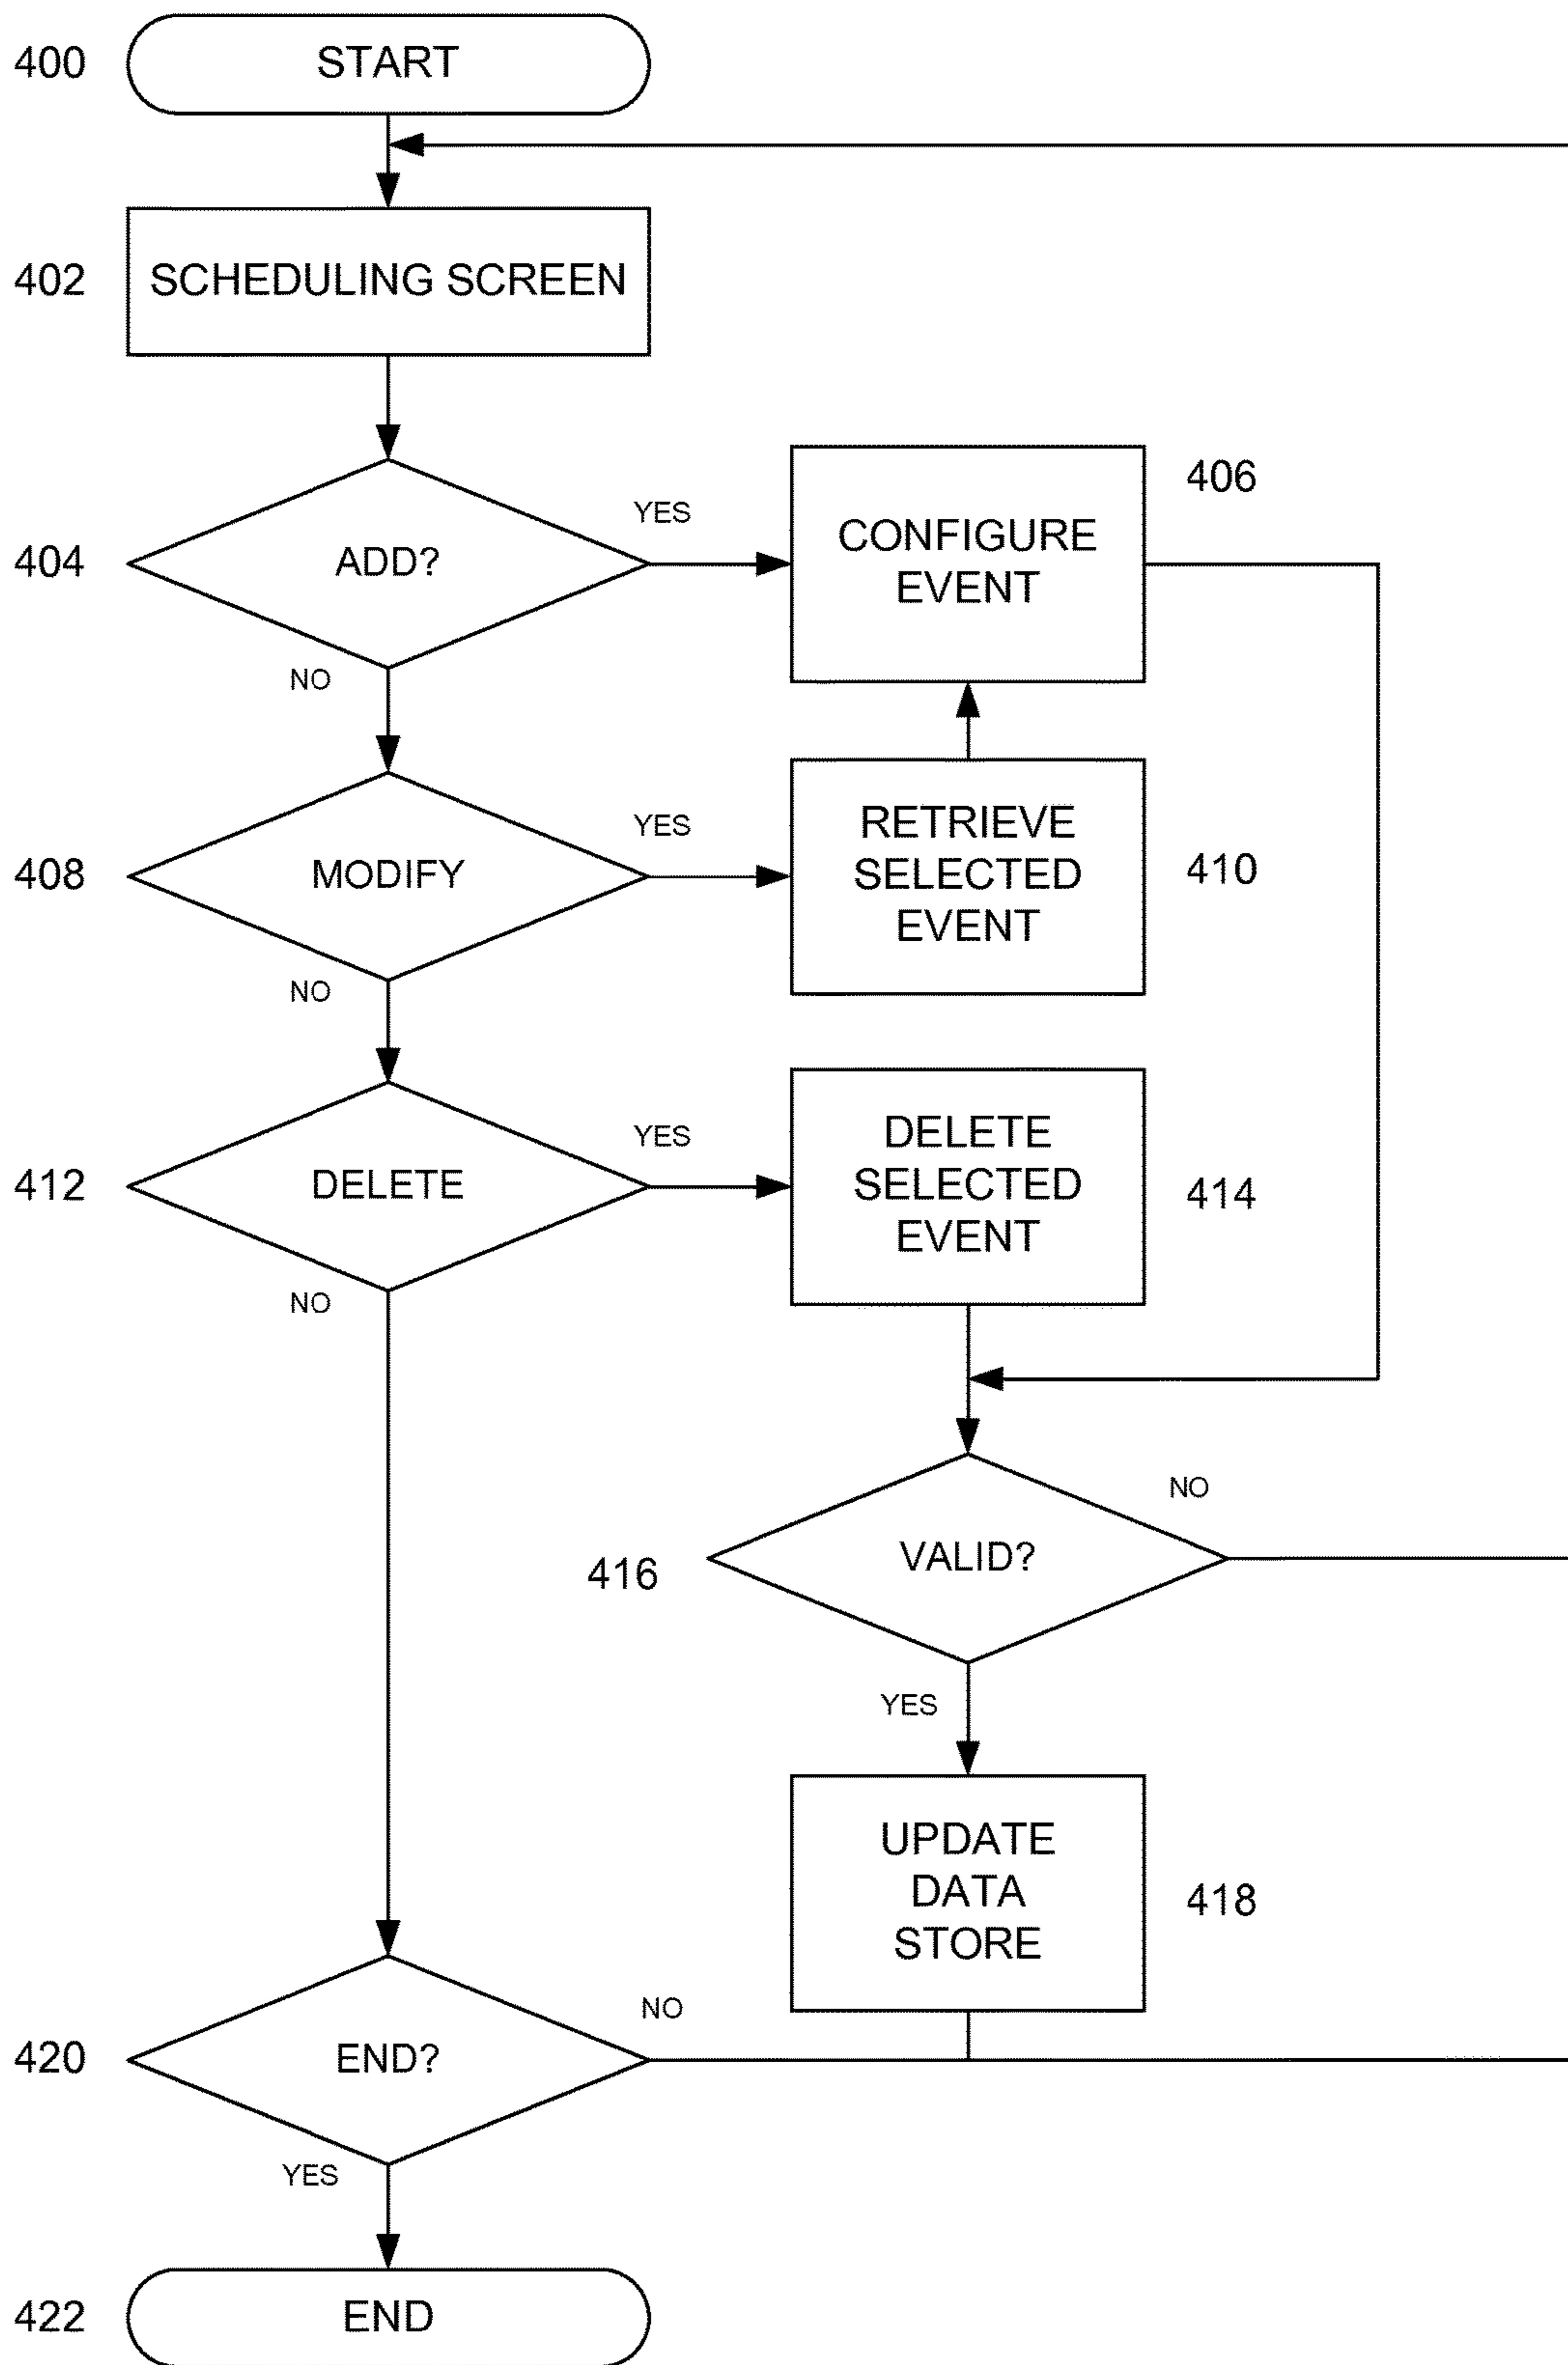 400
START
402
SCHEDULING SCREEN
404
ADD?
YES
NO
CONFIGURE
EVENT
406
408
MODIFY
YES
NO
RETRIEVE
SELECTED
EVENT
410
412
DELETE
YES
NO
DELETE
SELECTED
EVENT
414
416
VALID?
NO
YES
UPDATE
DATA
STORE
418
420
END?
NO
YES
422
END